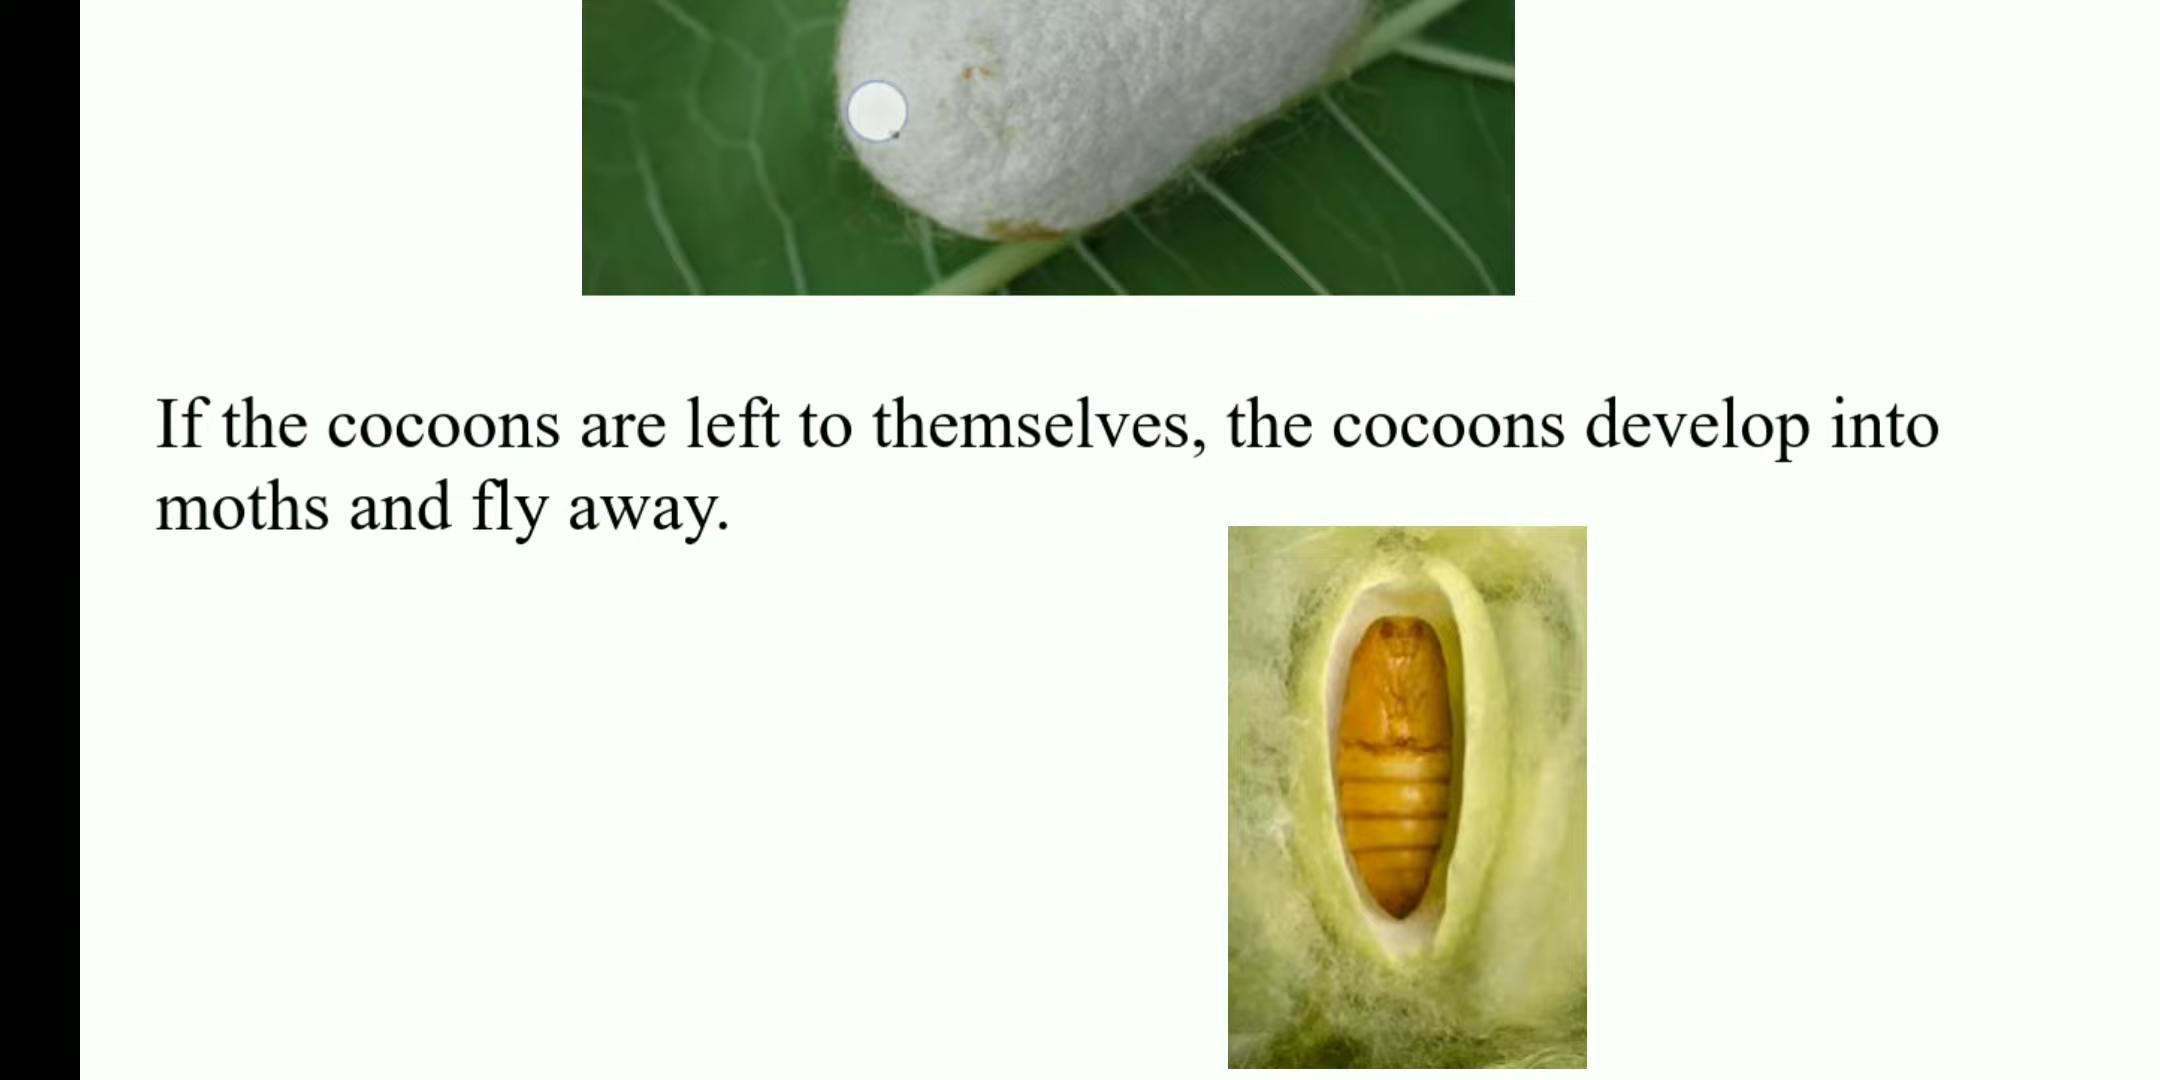 If the cocoons are left to themselves, the cocoons develop into
moths and fly away.